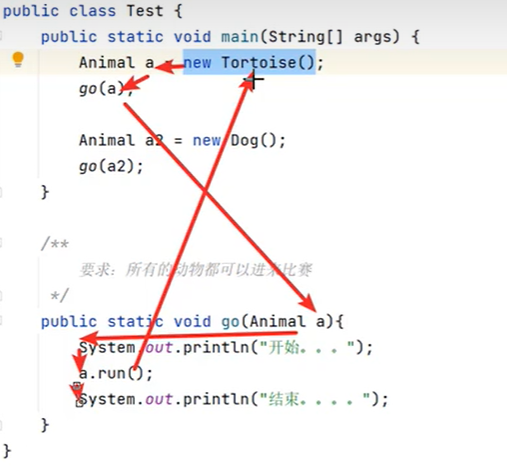 public class Test {
public static void main(String[] args) {
Animal a = new Tortoise();
go(a);
Animal a2 = new Dog();
go(a2);
}
/**
要求：所有的动物都可以进来比赛
*/
public static void go(Animal a){
System.out.println("开始. . . ");
a.run();
System.out.println("结束. . . . ");
}
}